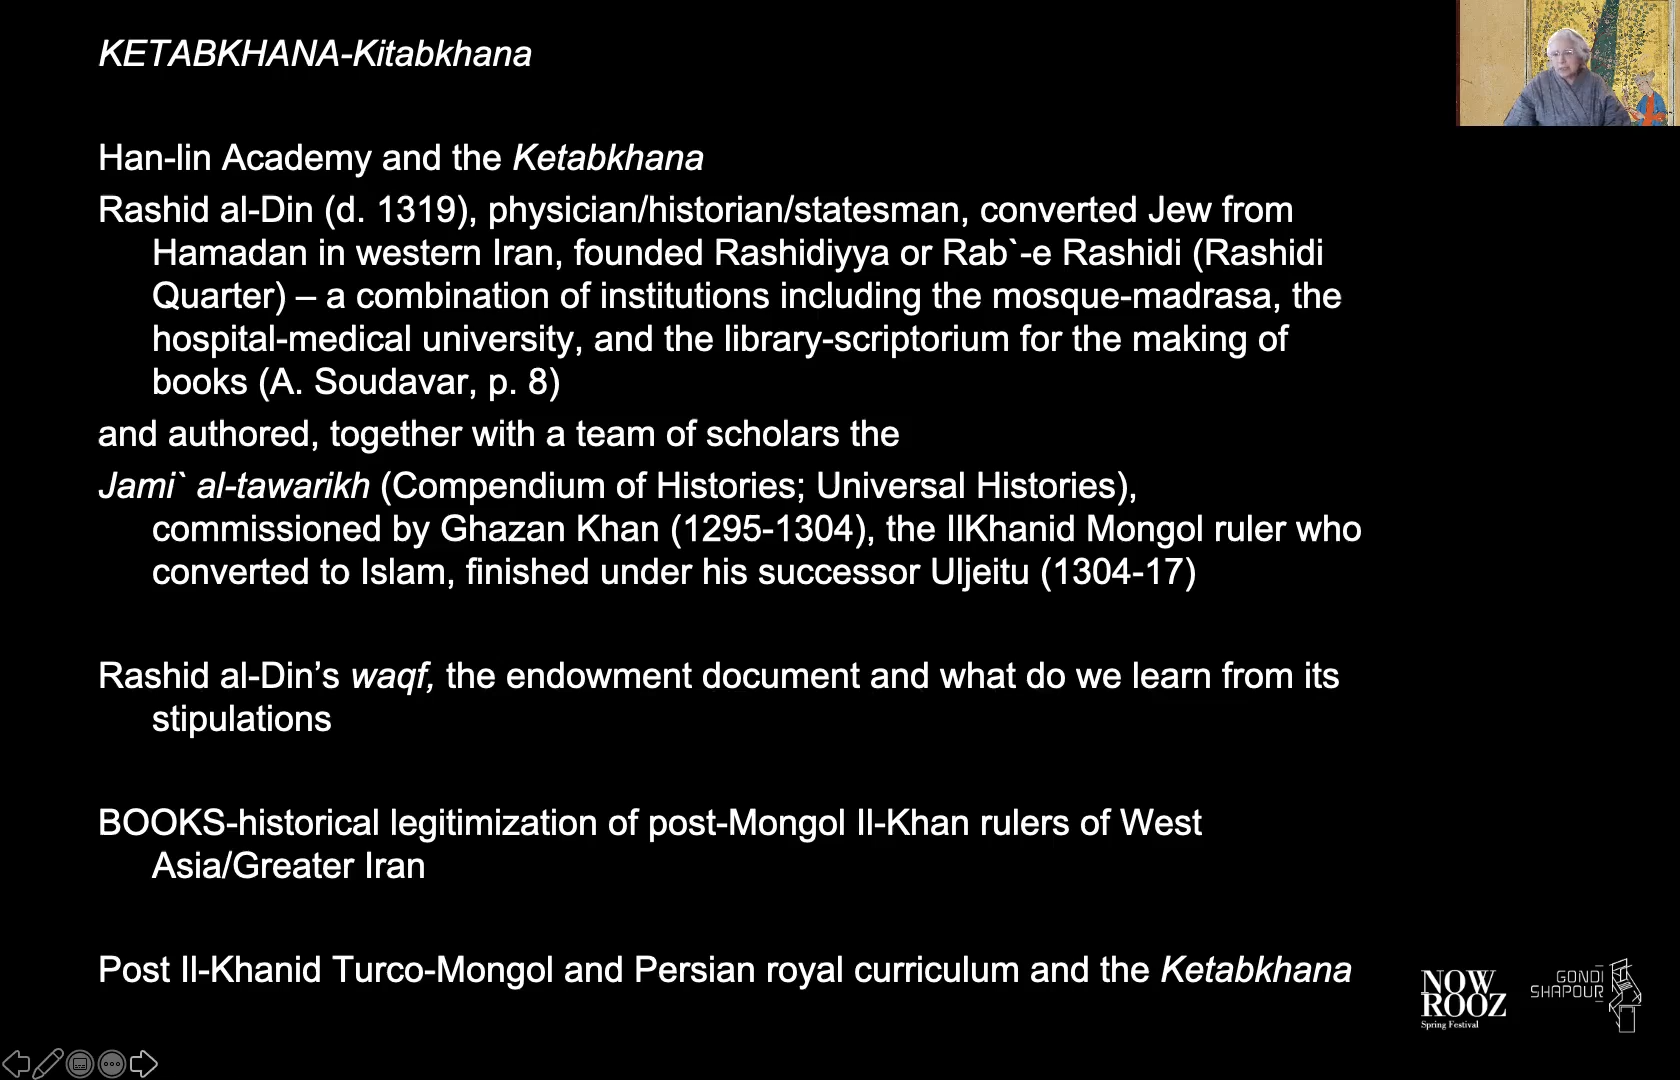 KETABKHANA-Kitabkhana
Han-lin Academy and the Ketabkhana
Rashid al-Din (d. 1319), physician/historian/statesman, converted Jew from
Hamadan in western Iran, founded Rashidiyya or Rab`-e Rashidi (Rashidi
Quarter) – a combination of institutions including the mosque-madrasa, the
hospital-medical university, and the library-scriptorium for the making of
books (A. Soudavar, p. 8)
and authored, together with a team of scholars the
Jami` al-tawarikh (Compendium of Histories; Universal Histories),
commissioned by Ghazan Khan (1295-1304), the IlKhanid Mongol ruler who
converted to Islam, finished under his successor Uljeitu (1304-17)
Rashid al-Din’s waqf, the endowment document and what do we learn from its
stipulations
BOOKS-historical legitimization of post-Mongol Il-Khan rulers of West
Asia/Greater Iran
Post Il-Khanid Turco-Mongol and Persian royal curriculum and the Ketabkhana
NOW
ROOZ
Spring Festival
GONDI
SHAPOUR